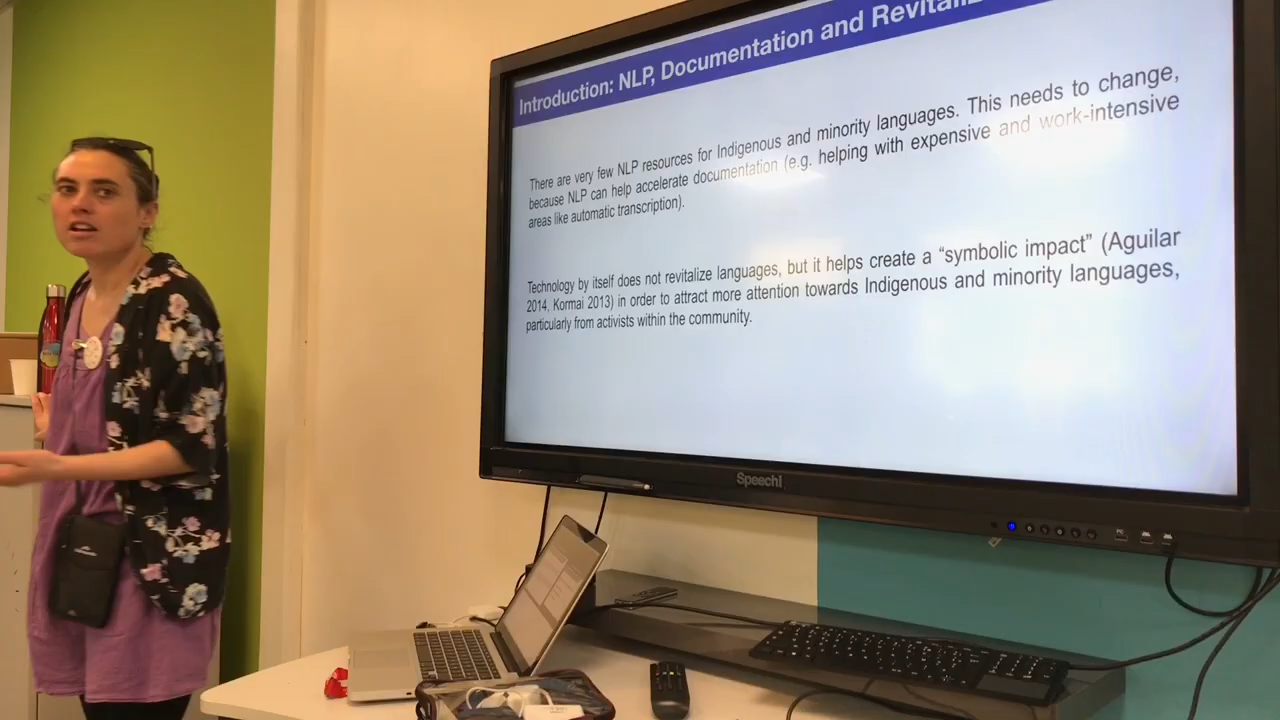 Introduction: NLP, Documentation and
There are very few NLP resources for Indigenous and minority languages. This needs to change,
because NLP can help accelerate documentation (e.g. helping with expensive and work-intensive
areas like automatic transcription).
Technology by itself does not revitalize languages, but it helps create a “symbolic impact” (Aguilar
2014, Kormai 2013) in order to attract more attention towards Indigenous and minority languages,
particularly from activists within the community.
Speechi